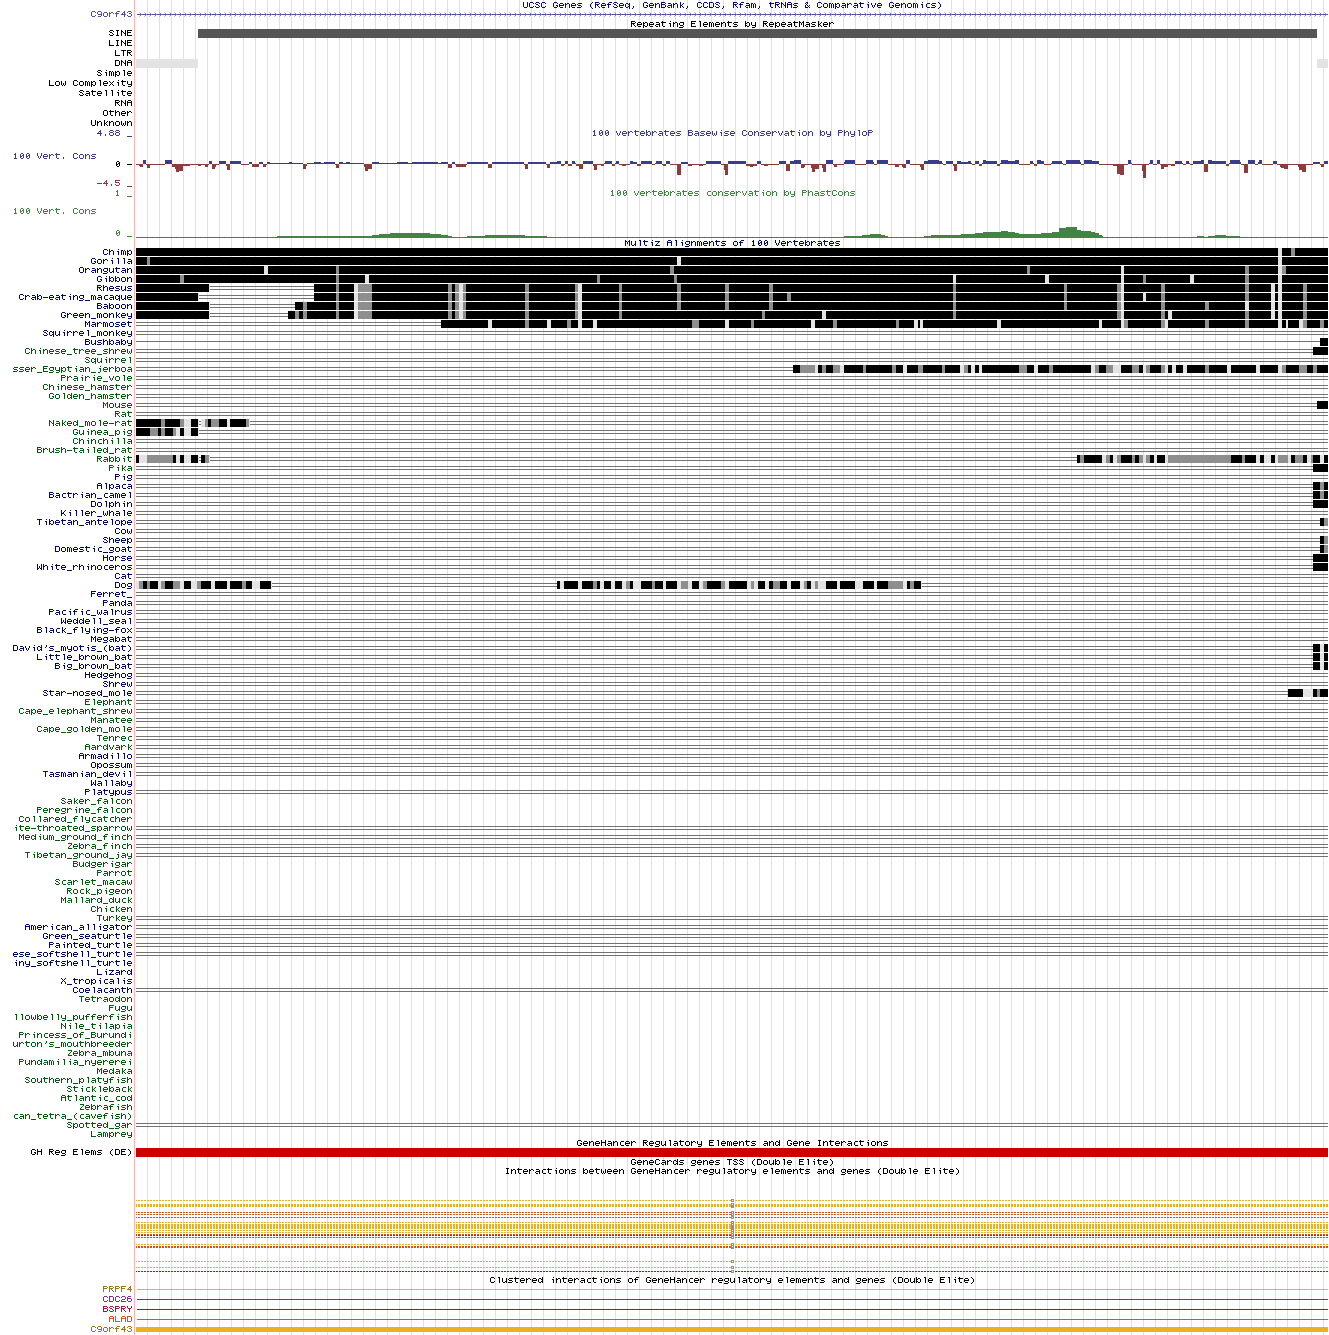 UCSC Genes (RefSeq, GenBank, CCDS, Rfam, tRNAs & Comparative Genomics)
C9orf43
Repeating Elements by RepeatMasker
SINE
LINE
LTR
DNA
Simple
Low Complexity
Satellite
RNA
Other
Unknown
4.88 _
100 vertebrates Basewise Conservation by PhyloP
100 Vert. Cons
0 _
-4.5 _
1 _
100 vertebrates conservation by PhastCons
100 Vert. Cons
0 _
Multiz Alignments of 100 Vertebrates
Chimp
Gorilla
Orangutan
Gibbon
Rhesus
Crab-eating_macaque
Baboon
Green_monkey
Marmoset
Squirrel_monkey
Bushbaby
Chinese_tree_shrew
Squirrel
sser_Egyptian_jerboa
Prairie_vole
Chinese_hamster
Golden_hamster
Mouse
Rat
Naked_mole-rat
Guinea_pig
Chinchilla
Brush-tailed_rat
Rabbit
Pika
Pig
Alpaca
Bactrian_camel
Dolphin
Killer_whale
Tibetan_antelope
Cow
Sheep
Domestic_goat
Horse
White_rhinoceros
Cat
Dog
Ferret_
Panda
Pacific_walrus
Weddell_seal
Black_flying-fox
Megabat
David's_myotis_(bat)
Little_brown_bat
Big_brown_bat
Hedgehog
Shrew
Star-nosed_mole
Elephant
Cape_elephant_shrew
Manatee
Cape_golden_mole
Tenrec
Aardvark
Armadillo
Opossum
Tasmanian_devil
Wallaby
Platypus
Saker_falcon
Peregrine_falcon
Collared_flycatcher
ite-throated_sparrow
Medium_ground_finch
Zebra_finch
Tibetan_ground_jay
Budgerigar
Parrot
Scarlet_macaw
Rock_pigeon
Mallard_duck
Chicken
Turkey
American_alligator
Green_seaturtle
Painted_turtle
ese_softshell_turtle
iny_softshell_turtle
Lizard
X_tropicalis
Coelacanth
Tetraodon
Fugu
llowbelly_pufferfish
Nile_tilapia
Princess_of_Burundi
urton's_mouthbreeder
Zebra_mbuna
Pundamilia_nyererei
Medaka
Southern_platyfish
Stickleback
Atlantic_cod
Zebrafish
can_tetra_(cavefish)
Spotted_gar
Lamprey
GeneHancer Regulatory Elements and Gene Interactions
GH Reg Elems (DE)
GeneCards genes TSS (Double Elite)
Interactions between GeneHancer regulatory elements and genes (Double Elite)
Clustered interactions of GeneHancer regulatory elements and genes (Double Elite)
PRPF4
CDC26
BSPRY
ALAD
C9orf43